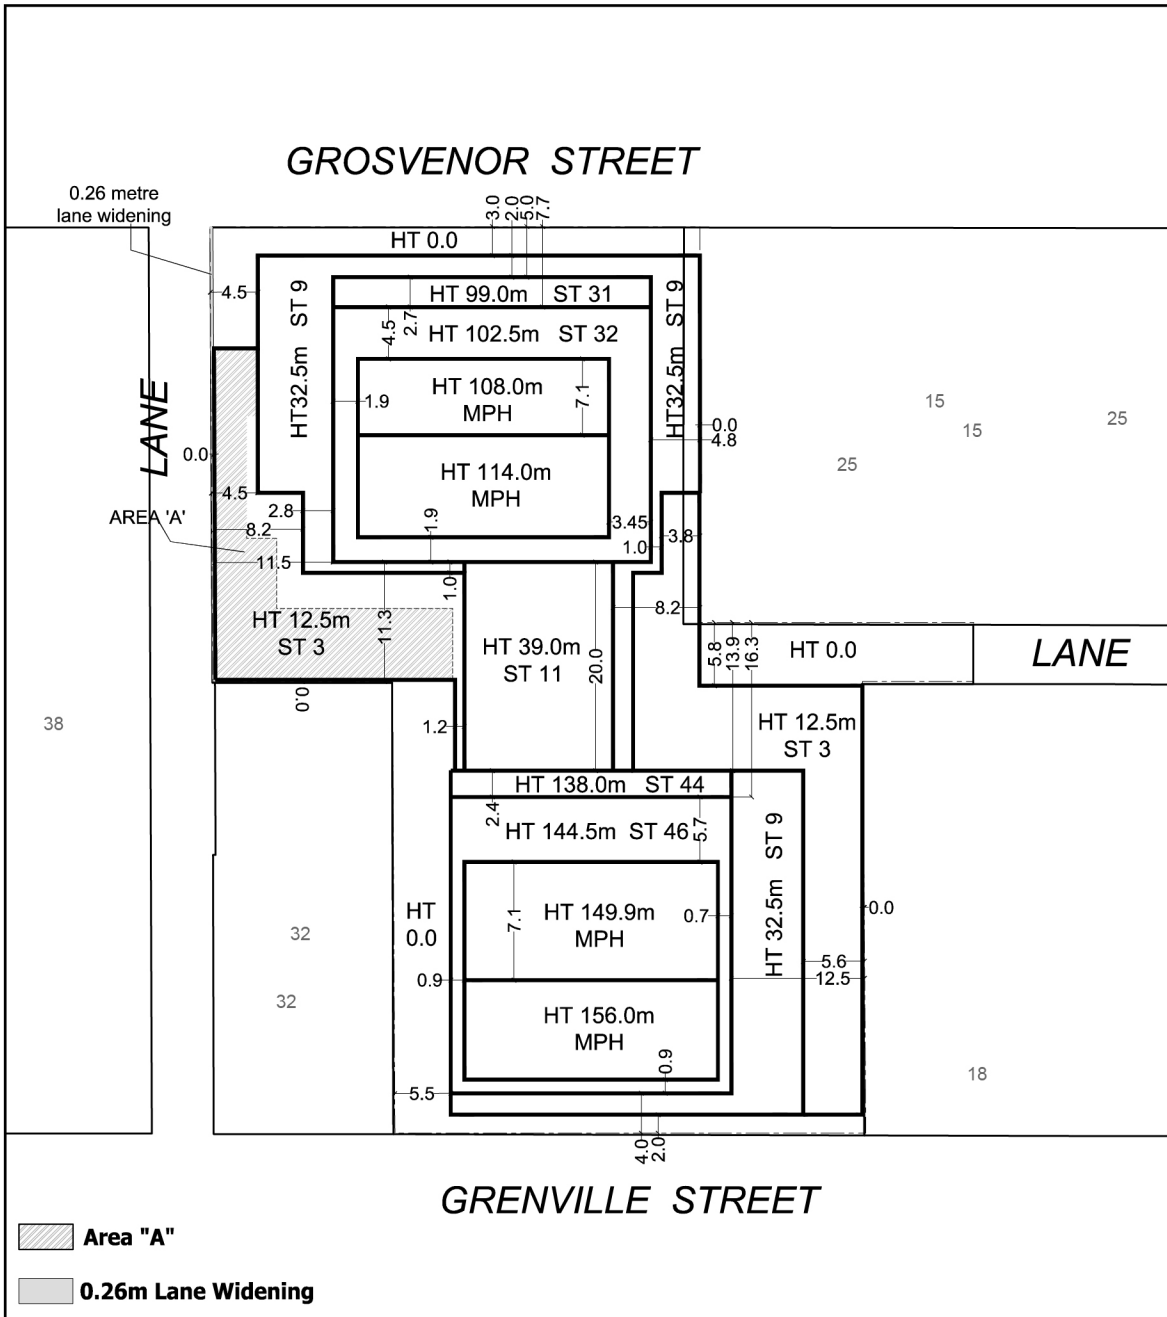 GROSVENOR STREET
0.26 metre
lane widening
3.0
2.0
5.0
7.7
HT 0.0
4.5
HT32.5m ST 9
HT 99.0m ST 31
2.7
4.5
HT 102.5m ST 32
HT32.5m ST 9
HT 108.0m
MPH
7.1
1.9
LANE
0.0
0.0
4.8
15
15
25
25
HT 114.0m
MPH
4.5
AREA 'A'
8.2
2.8
1.9
3.45
1.0
3.8
11.5
1.0
11.3
HT 12.5m
ST 3
HT 39.0m
ST 11
20.0
8.2
5.8
13.9
16.3
HT 0.0
LANE
0.0
1.2
38
HT 12.5m
ST 3
HT 138.0m ST 44
2.4
HT 144.5m ST 46
5.7
HT 32.5m ST 9
HT
0.0
7.1
HT 149.9m
MPH
0.7
0.0
32
32
0.9
5.6
12.5
HT 156.0m
MPH
0.9
5.5
18
4.0
2.0
GRENVILLE STREET
Area "A"
0.26m Lane Widening